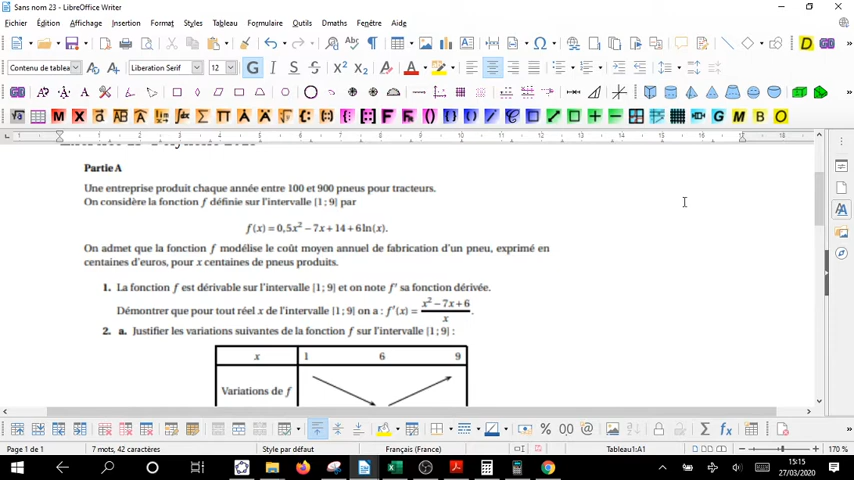 Sans nom 23 - LibreOffice Writer
Fichier Édition Affichage Insertion Format Styles Tableau Formulaire Outils Dmaths Fenêtre Aide
Contenu de tableau Liberation Serif 12
Partie A
Une entreprise produit chaque année entre 100 et 900 pneus pour tracteurs.
On considère la fonction f définie sur l'intervalle [1 ; 9] par
f(x) = 0,5x² − 7x + 14 + 6 ln(x).
On admet que la fonction f modélise le coût moyen annuel de fabrication d'un pneu, exprimé en
centaines d'euros, pour x centaines de pneus produits.
1. La fonction f est dérivable sur l'intervalle [1 ; 9] et on note f′ sa fonction dérivée.
Démontrer que pour tout réel x de l'intervalle [1 ; 9] on a : f′(x) = (x² − 7x + 6)/x.
2. a. Justifier les variations suivantes de la fonction f sur l'intervalle [1 ; 9] :
x 1 6 9
Variations de f
Page 1 de 1 7 mots, 42 caractères Style par défaut Français (France) Tableau1:A1 170 %
15:15
27/03/2020